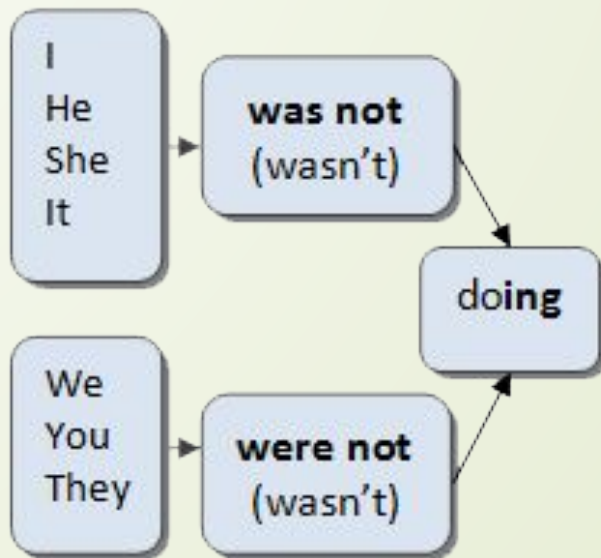 I
He
She
It
was not
(wasn't)
doing
We
You
They
were not
(wasn't)